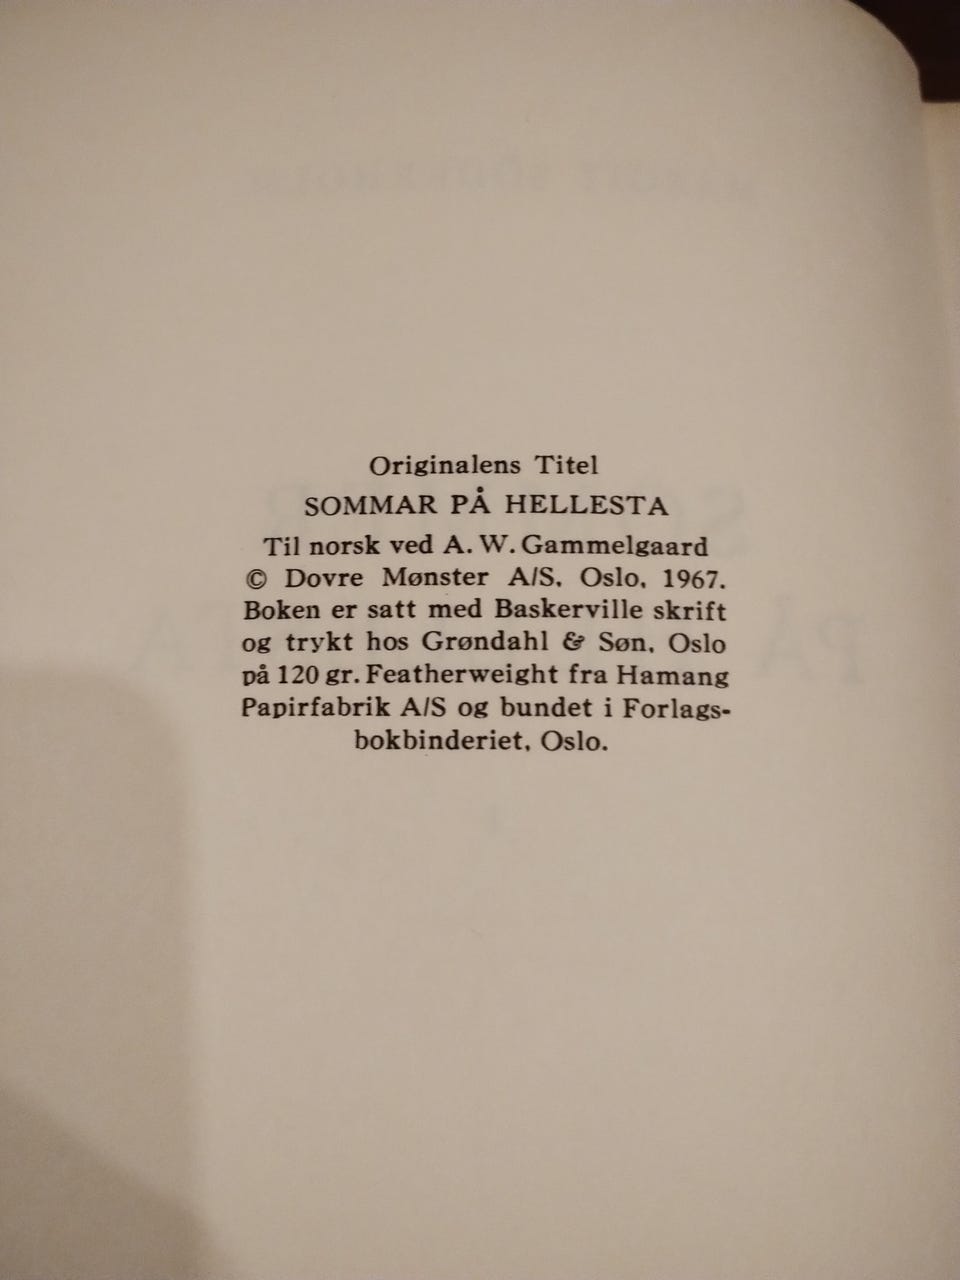 Originalens Titel
SOMMAR PÅ HELLESTA
Til norsk ved A. W. Gammelgaard
© Dovre Mønster A/S, Oslo, 1967.
Boken er satt med Baskerville skrift
og trykt hos Grøndahl & Søn, Oslo
på 120 gr. Featherweight fra Hamang
Papirfabrik A/S og bundet i Forlags-
bokbinderiet, Oslo.